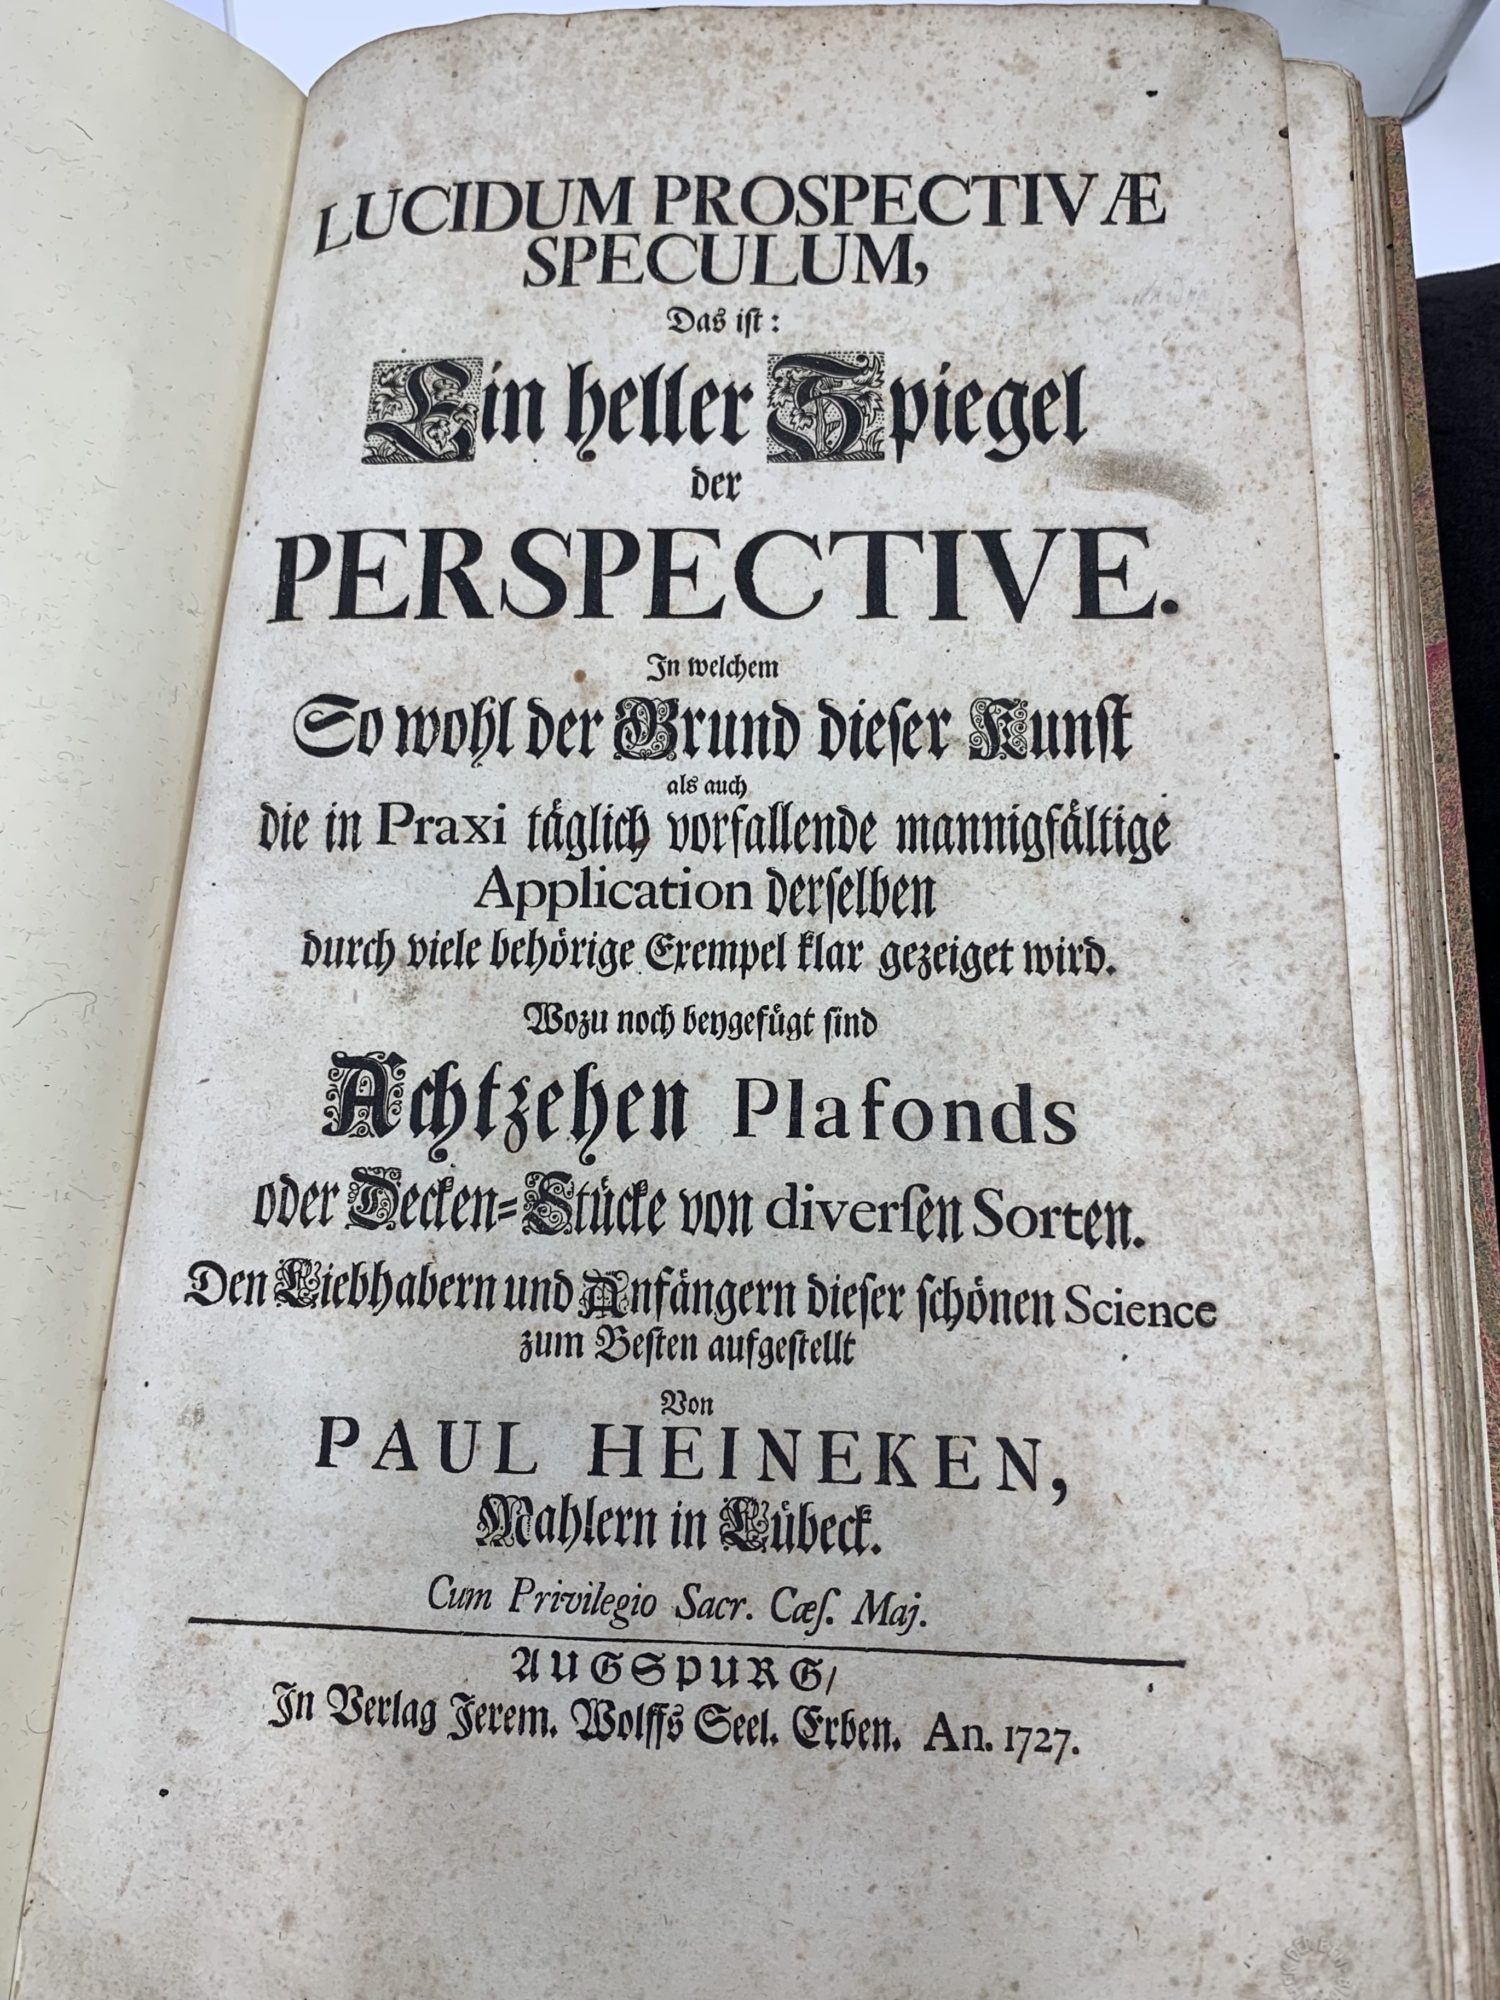 LUCIDUM PROSPECTIVÆ
SPECULUM,
Das iſt:
Ein heller Spiegel
der
PERSPECTIVE.
In welchem
So wohl der Grund dieſer Kunſt
als auch
die in Praxi täglich vorfallende mannigfältige
Application derſelben
durch viele behörige Exempel klar gezeiget wird.
Wozu noch beygefügt ſind
Achtzehen Plafonds
oder Decken-Stücke von diverſen Sorten.
Den Liebhabern und Anfängern dieſer ſchönen Science
zum Beſten aufgeſtellt
Von
PAUL HEINEKEN,
Mahlern in Lübeck.
Cum Privilegio Sacr. Cæſ. Maj.
AUGSPURG/
In Verlag Jerem. Wolffs Seel. Erben. An. 1727.